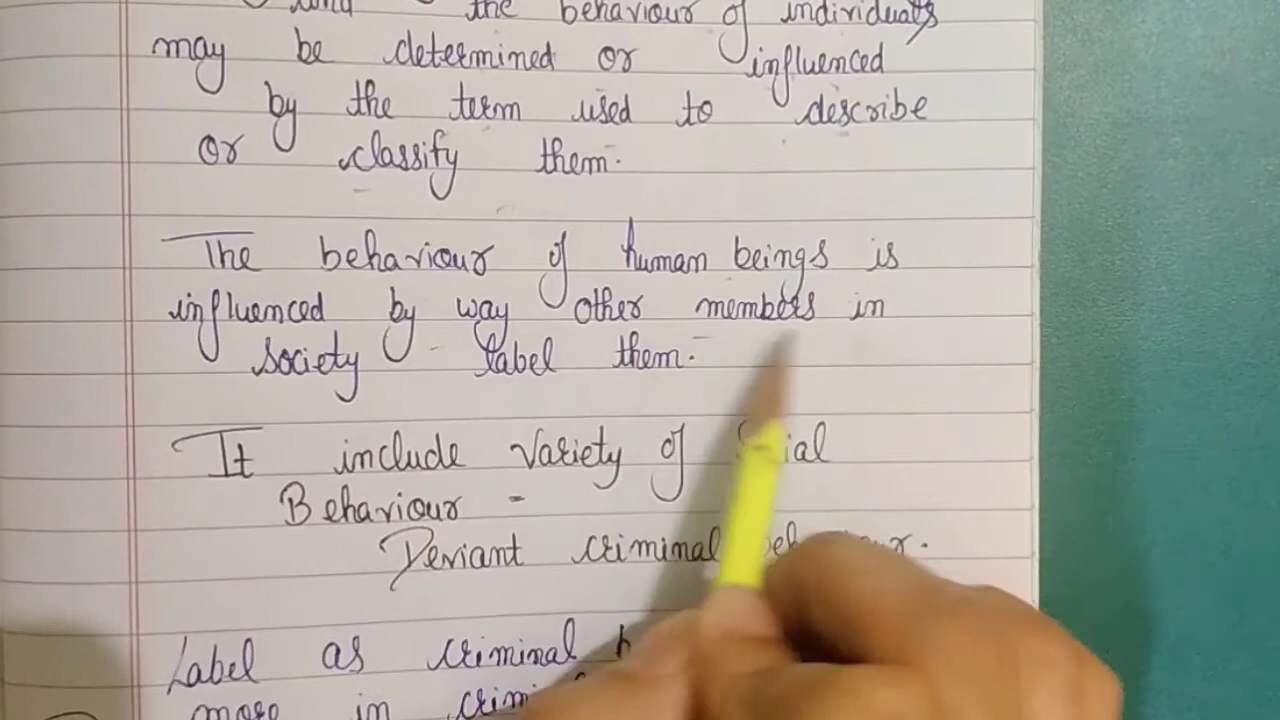 the behaviour of individuals
may be determined or influenced
by the term used to describe
or classify them.
The behaviour of human beings is
influenced by way other members in
society label them.
It include variety of
Behaviour -
Deviant criminal
Label as criminal
more in